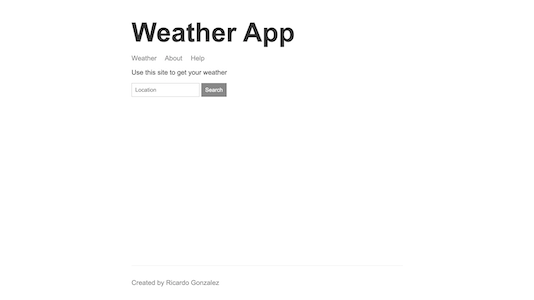 Weather App
Weather About Help
Use this site to get your weather
Location Search
Created by Ricardo Gonzalez